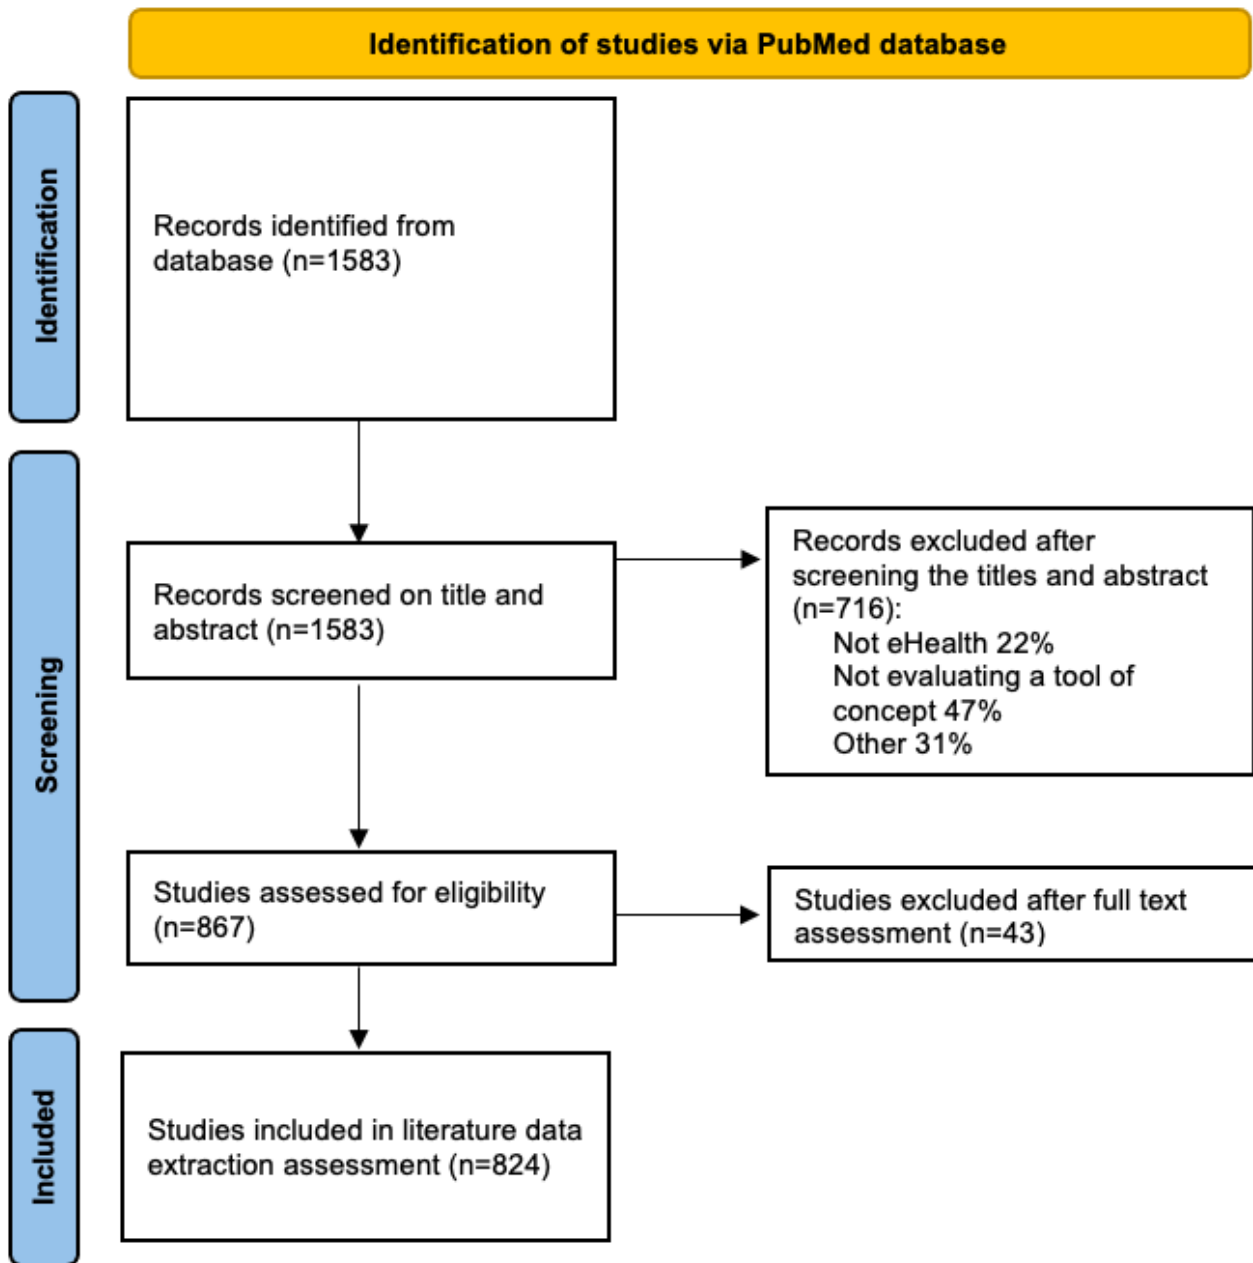 Identification of studies via PubMed database
Identification
Records identified from
database (n=1583)
Screening
Records screened on title and
abstract (n=1583)
Records excluded after
screening the titles and abstract
(n=716):
Not eHealth 22%
Not evaluating a tool of
concept 47%
Other 31%
Studies assessed for eligibility
(n=867)
Studies excluded after full text
assessment (n=43)
Included
Studies included in literature data
extraction assessment (n=824)